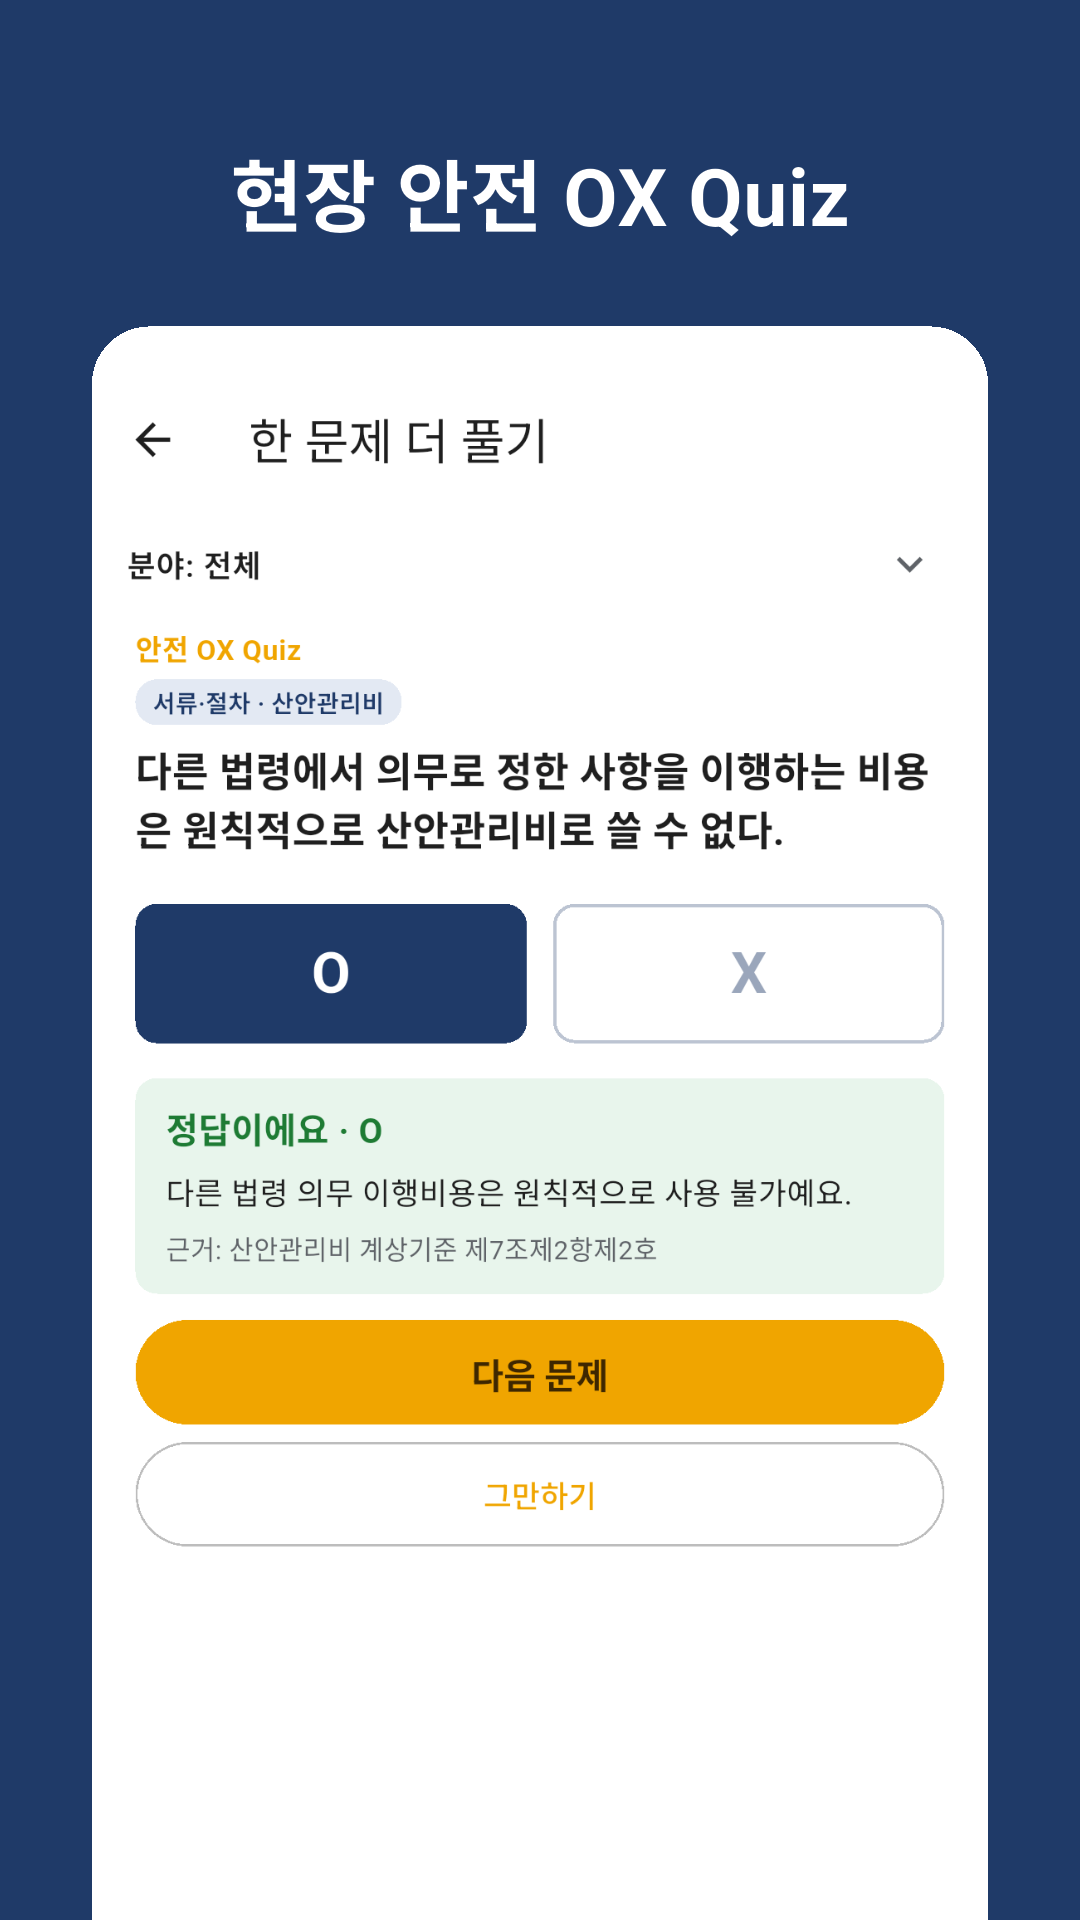 현장 안전 OX Quiz
한 문제 더 풀기
분야: 전체
안전 OX Quiz
서류·절차 · 산안관리비
다른 법령에서 의무로 정한 사항을 이행하는 비용
은 원칙적으로 산안관리비로 쓸 수 없다.
O
X
정답이에요 · O
다른 법령 의무 이행비용은 원칙적으로 사용 불가예요.
근거: 산안관리비 계상기준 제7조제2항제2호
다음 문제
그만하기